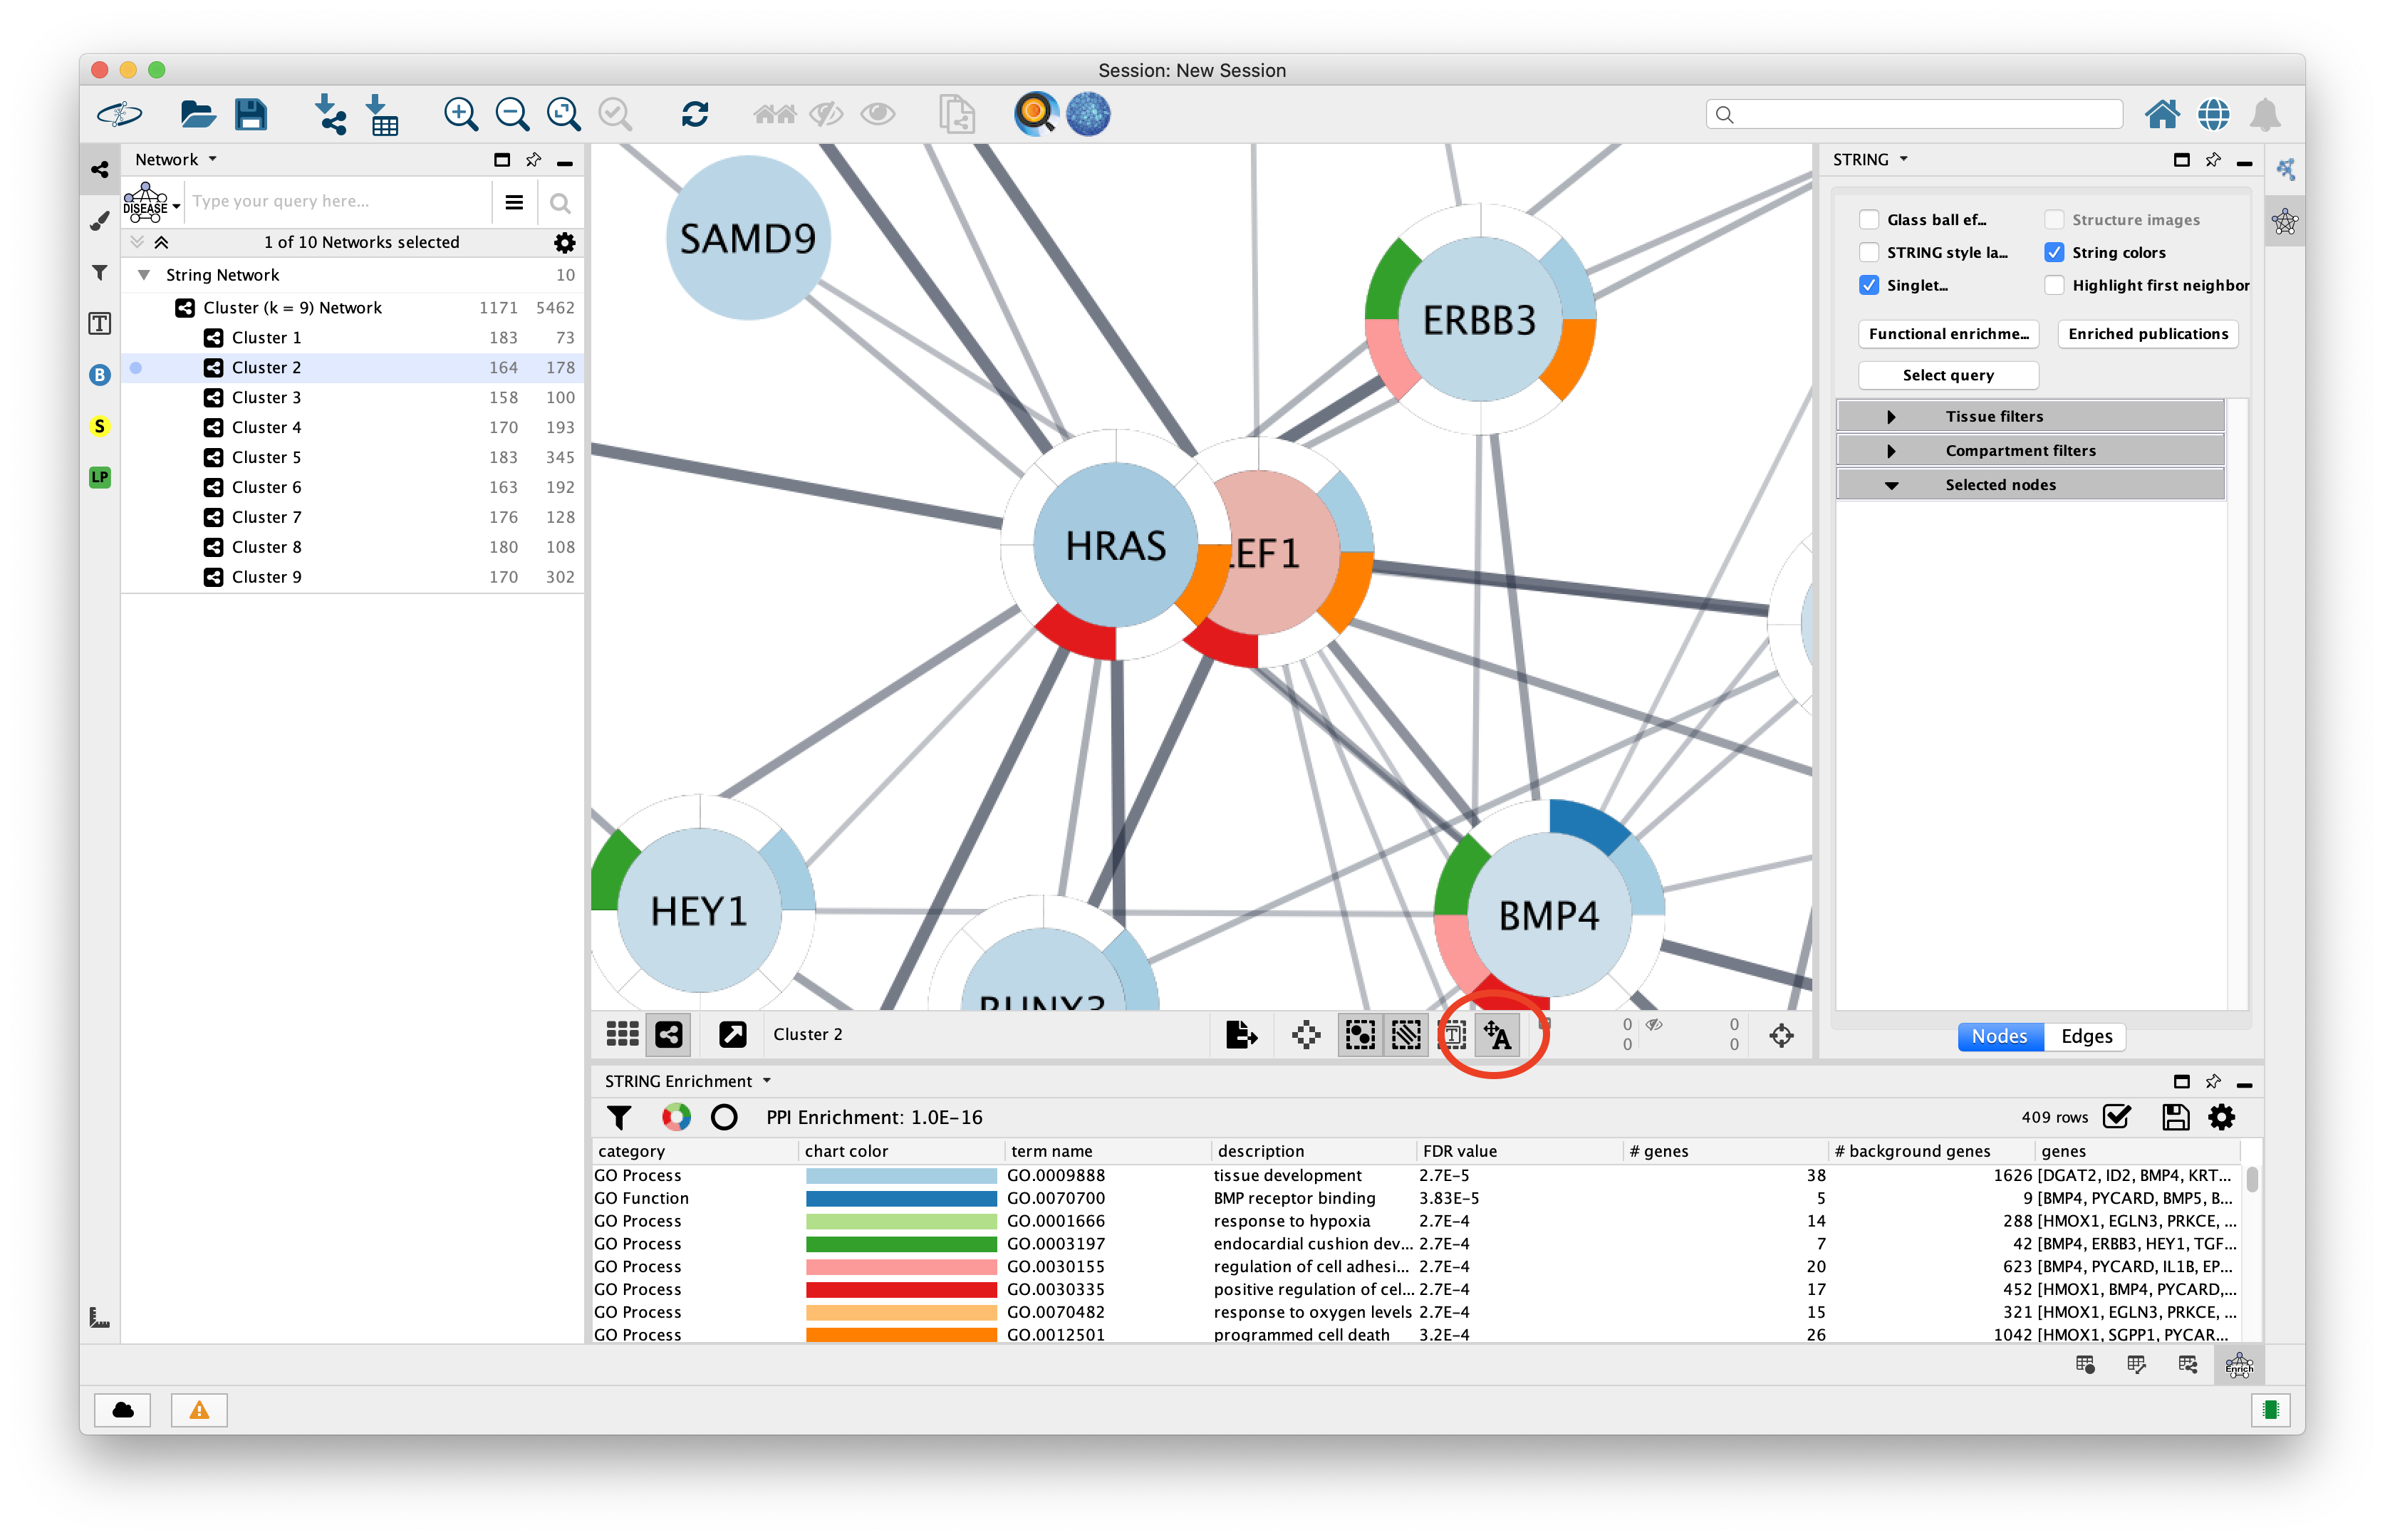 Session: New Session
Network
DISEASE
Type your query here...
1 of 10 Networks selected
String Network 10
Cluster (k = 9) Network 1171 5462
Cluster 1 183 73
Cluster 2 164 178
Cluster 3 158 100
Cluster 4 170 193
Cluster 5 183 345
Cluster 6 163 192
Cluster 7 176 128
Cluster 8 180 108
Cluster 9 170 302
T
B
S
LP
SAMD9
ERBB3
HRAS
LEF1
HEY1
RUNX3
BMP4
Cluster 2
T
A
0 0
0 0
STRING
Glass ball ef... Structure images
STRING style la... String colors
Singlet... Highlight first neighbor
Functional enrichme... Enriched publications
Select query
Tissue filters
Compartment filters
Selected nodes
Nodes Edges
STRING Enrichment
PPI Enrichment: 1.0E-16 409 rows
category chart color term name description FDR value # genes # background genes genes
GO Process GO.0009888 tissue development 2.7E-5 38 1626 [DGAT2, ID2, BMP4, KRT...
GO Function GO.0070700 BMP receptor binding 3.83E-5 5 9 [BMP4, PYCARD, BMP5, B...
GO Process GO.0001666 response to hypoxia 2.7E-4 14 288 [HMOX1, EGLN3, PRKCE, ...
GO Process GO.0003197 endocardial cushion dev... 2.7E-4 7 42 [BMP4, ERBB3, HEY1, TGF...
GO Process GO.0030155 regulation of cell adhesi... 2.7E-4 20 623 [BMP4, PYCARD, IL1B, EP...
GO Process GO.0030335 positive regulation of cel... 2.7E-4 17 452 [HMOX1, BMP4, PYCARD,...
GO Process GO.0070482 response to oxygen levels 2.7E-4 15 321 [HMOX1, EGLN3, PRKCE, ...
GO Process GO.0012501 programmed cell death 3.2E-4 26 1042 [HMOX1, SGPP1, PYCAR...
Enrich